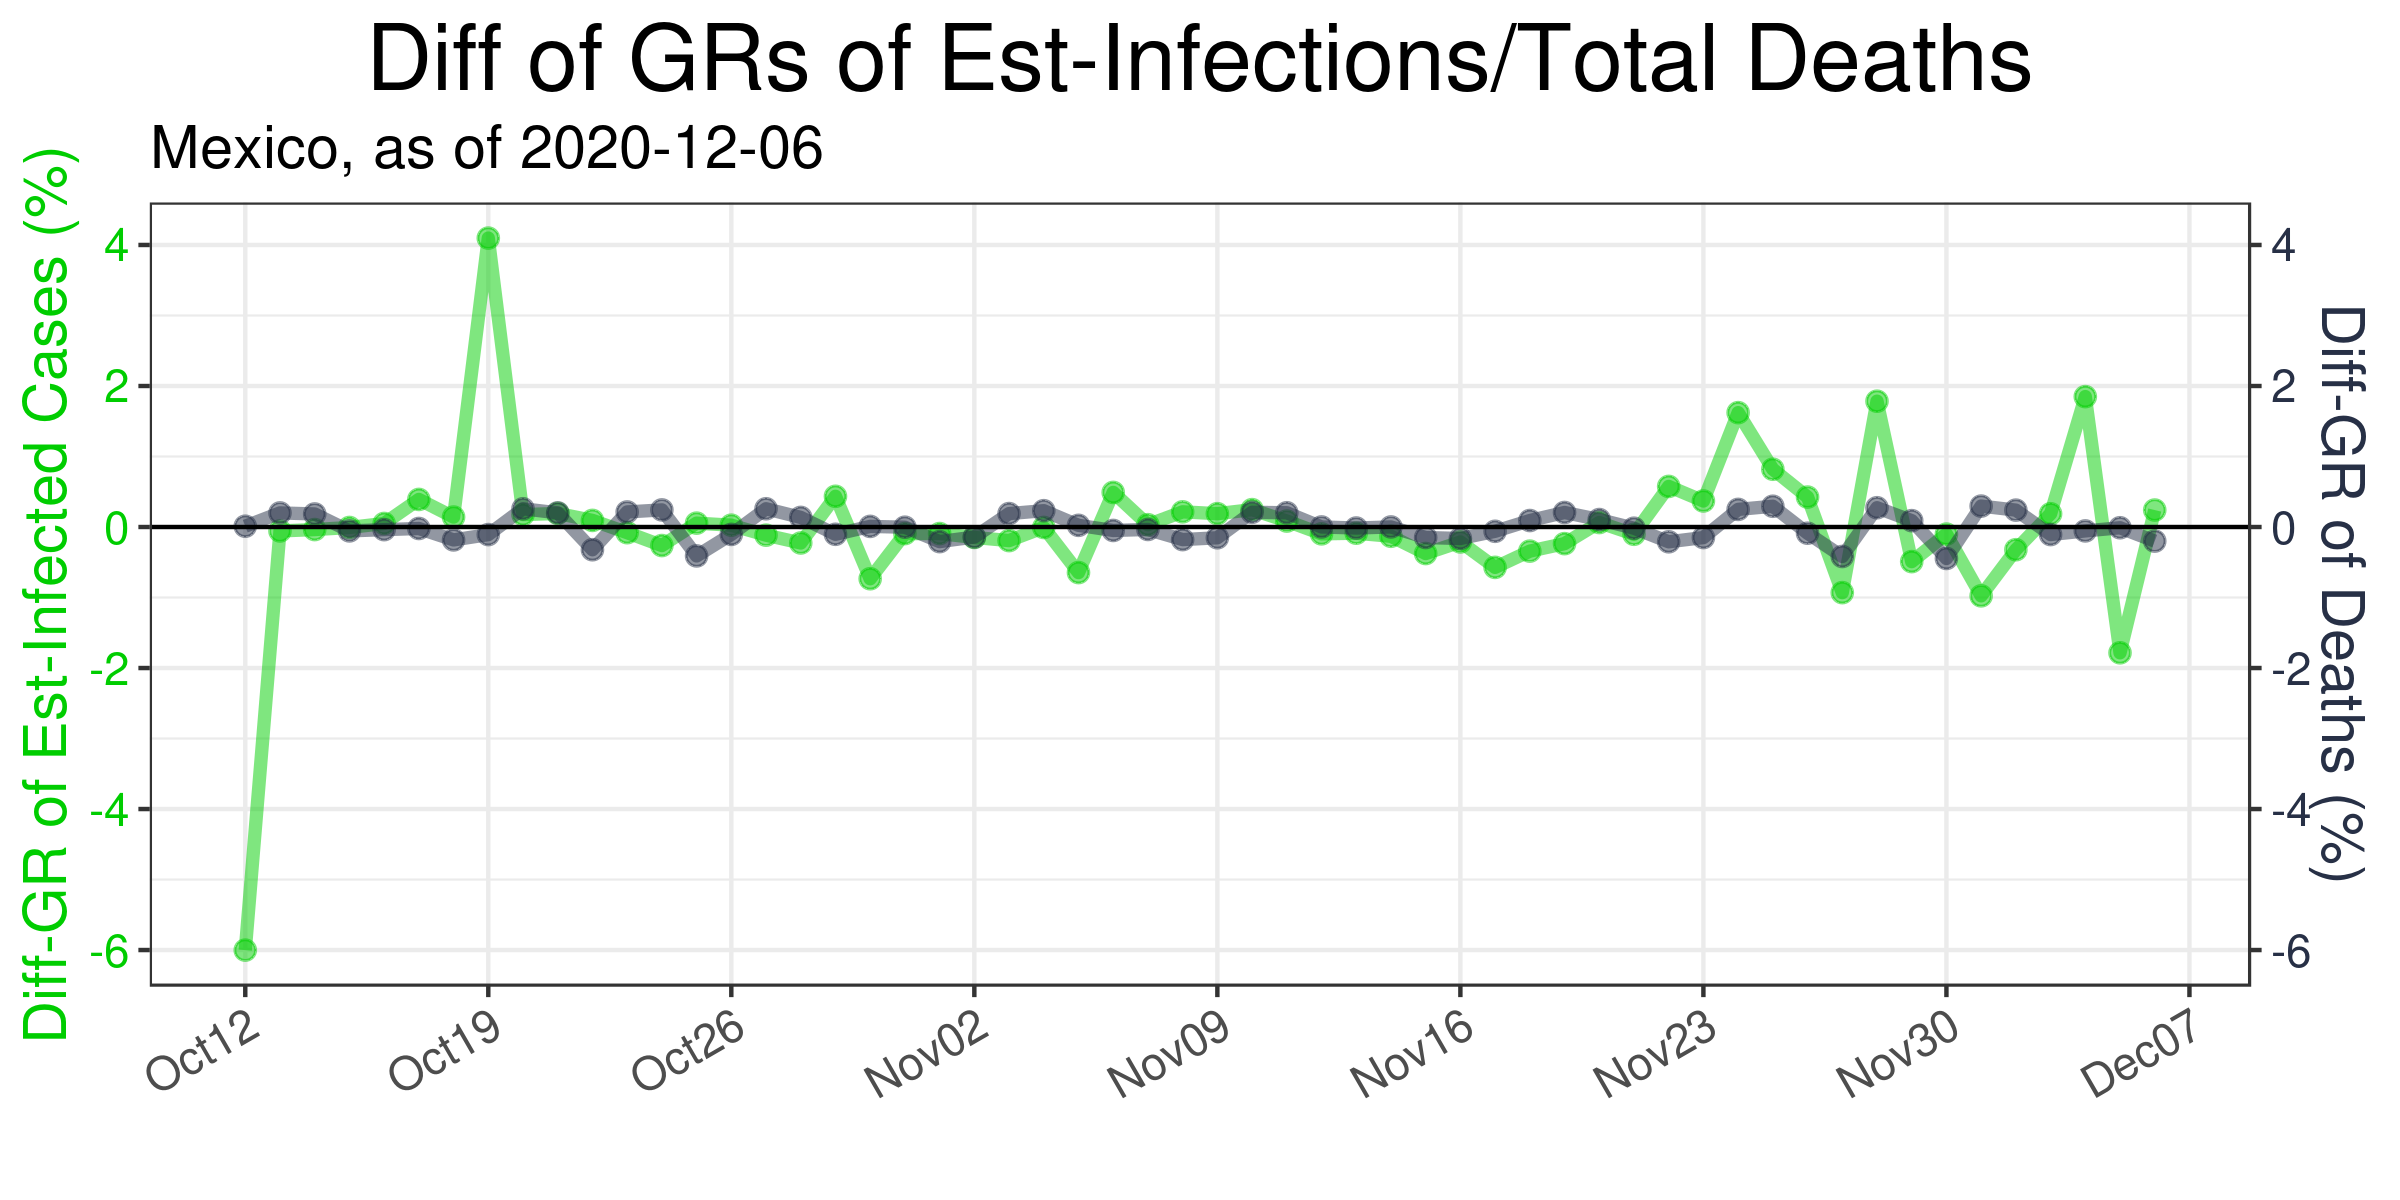 Diff of GRs of Est-Infections/Total Deaths
Mexico, as of 2020-12-06
Diff-GR of Est-Infected Cases (%)
4
2
0
-2
-4
-6
4
2
0
-2
-4
-6
Diff-GR of Deaths (%)
Oct12
Oct19
Oct26
Nov02
Nov09
Nov16
Nov23
Nov30
Dec07